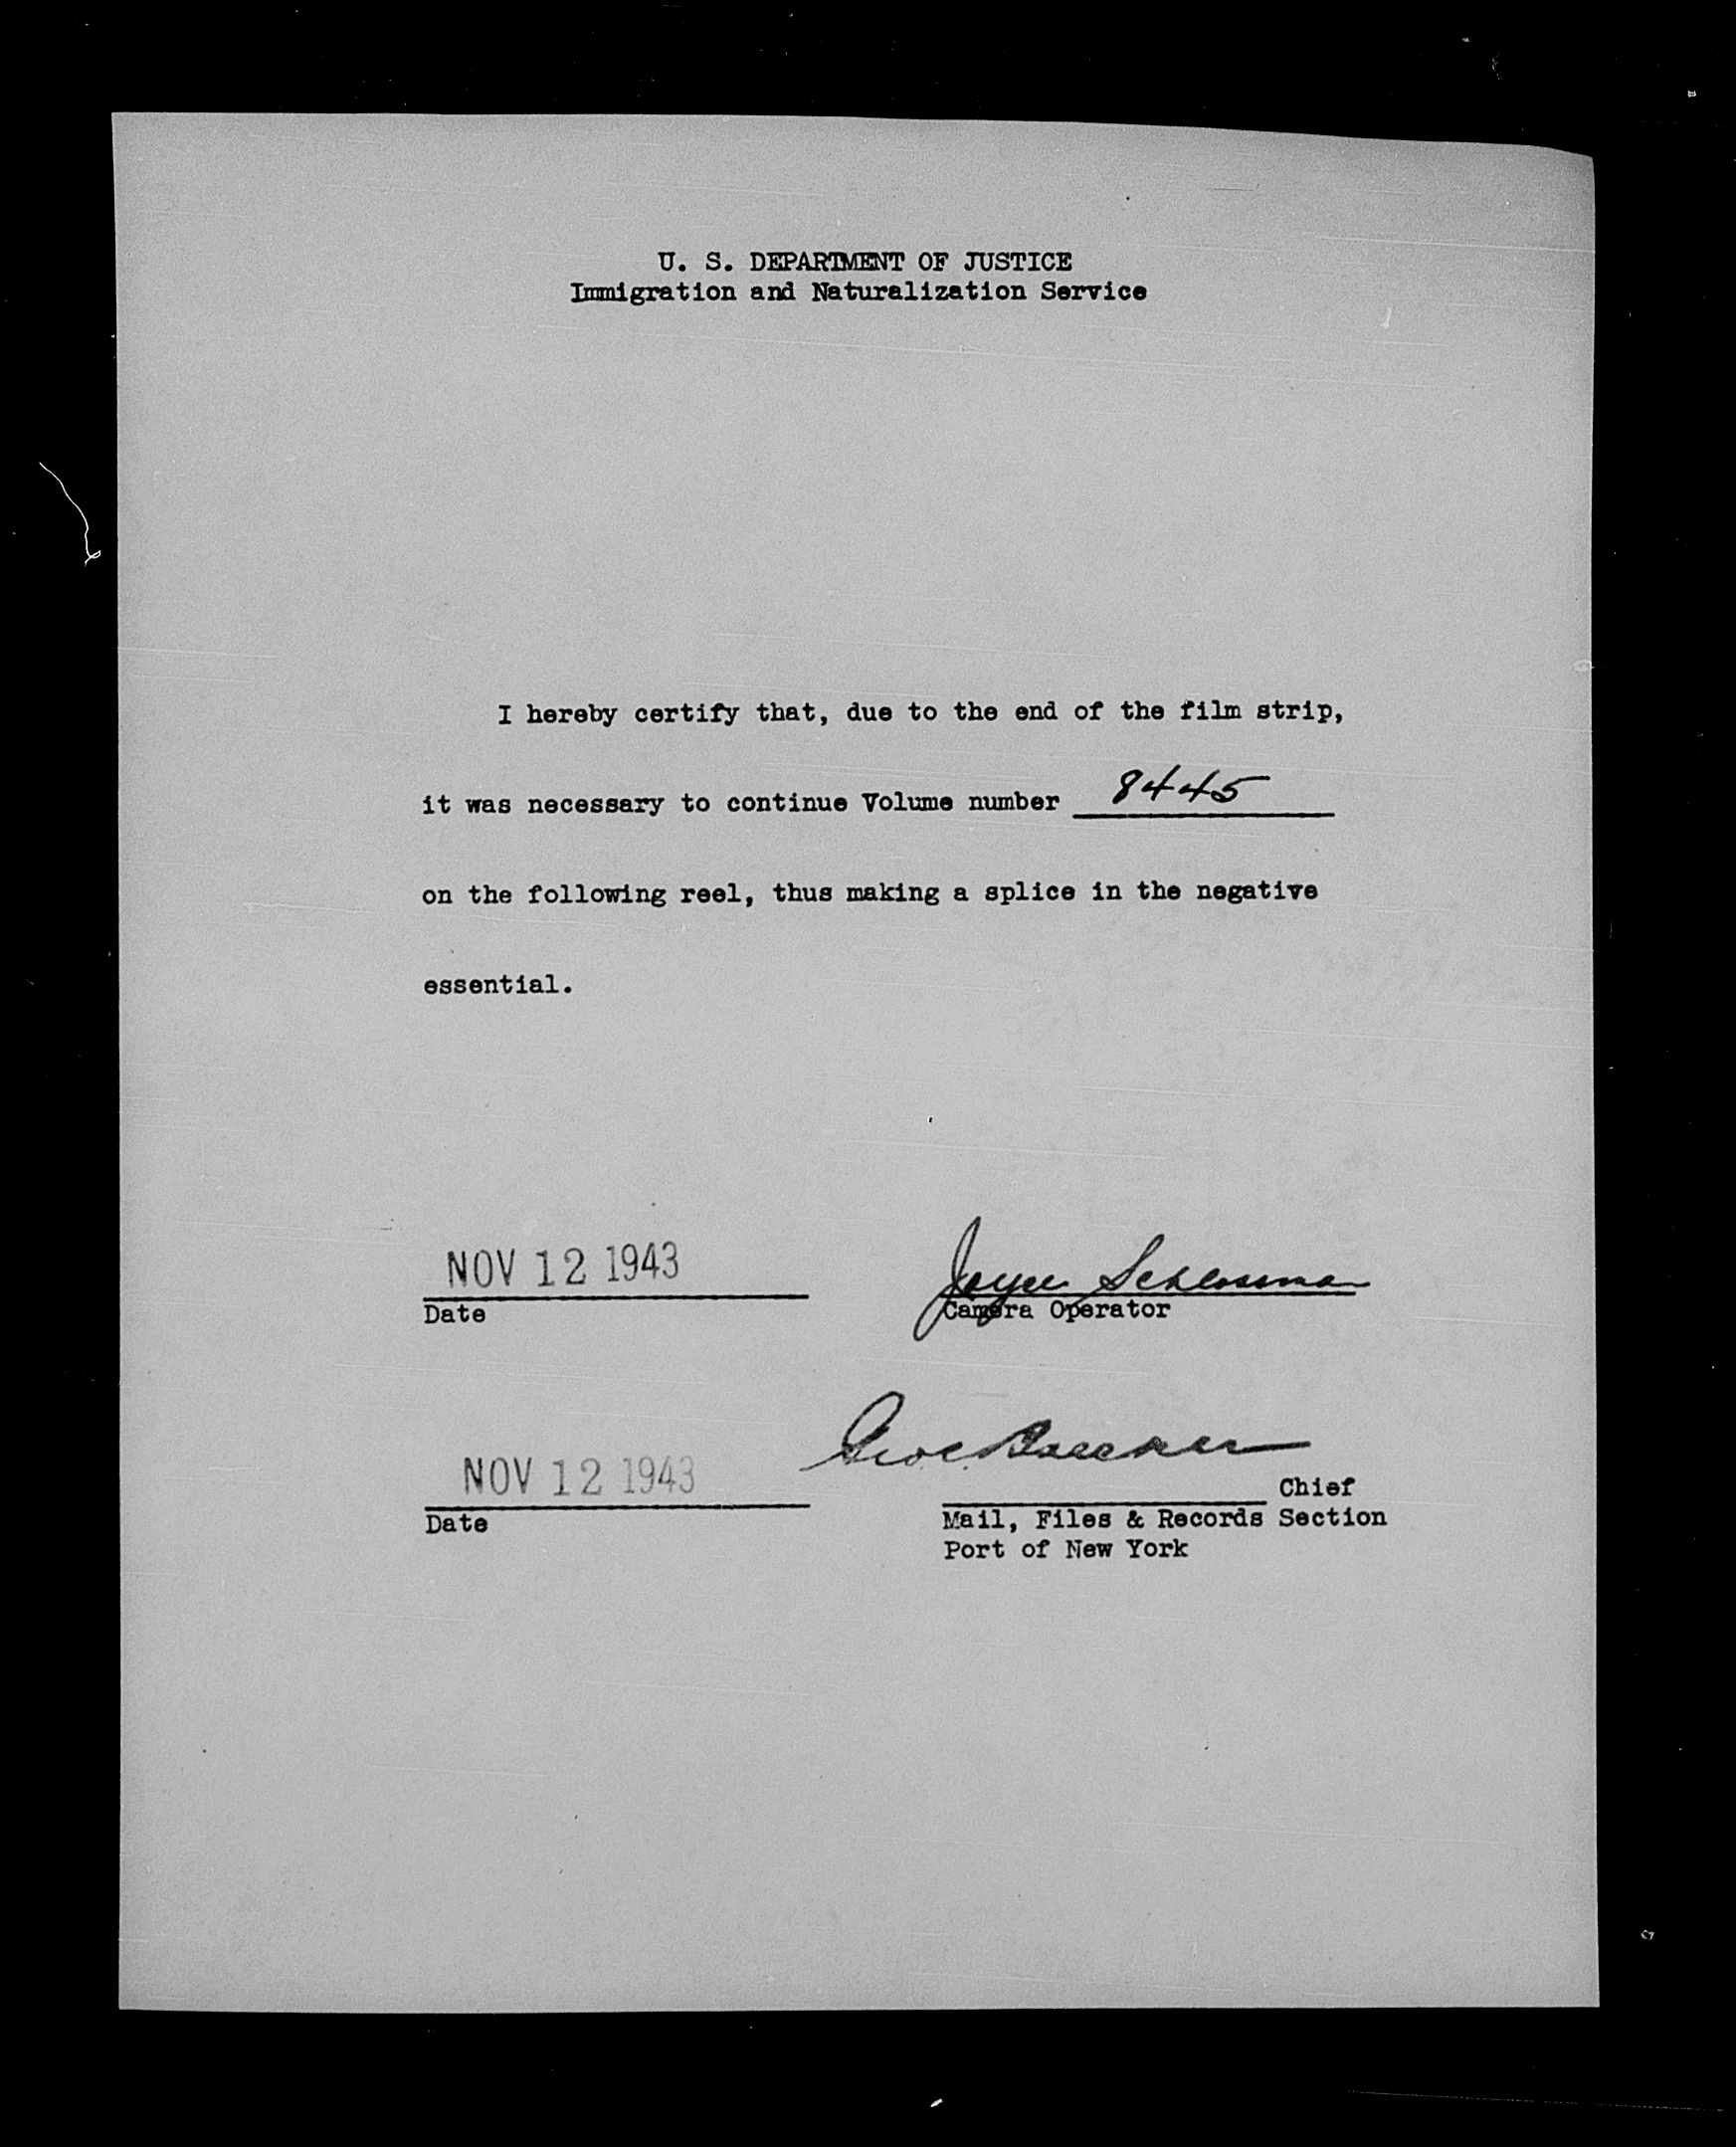 U. S. DEPARTMENT OF JUSTICE
Immigration and Naturalization Service
I hereby certify that, due to the end of the film strip,
it was necessary to continue Volume number 8445
on the following reel, thus making a splice in the negative
essential.
NOV 12 1943
Joyce Schlossman
Date
Camera Operator
NOV 12 1943
Chief
Date
Mail, Files & Records Section
Port of New York